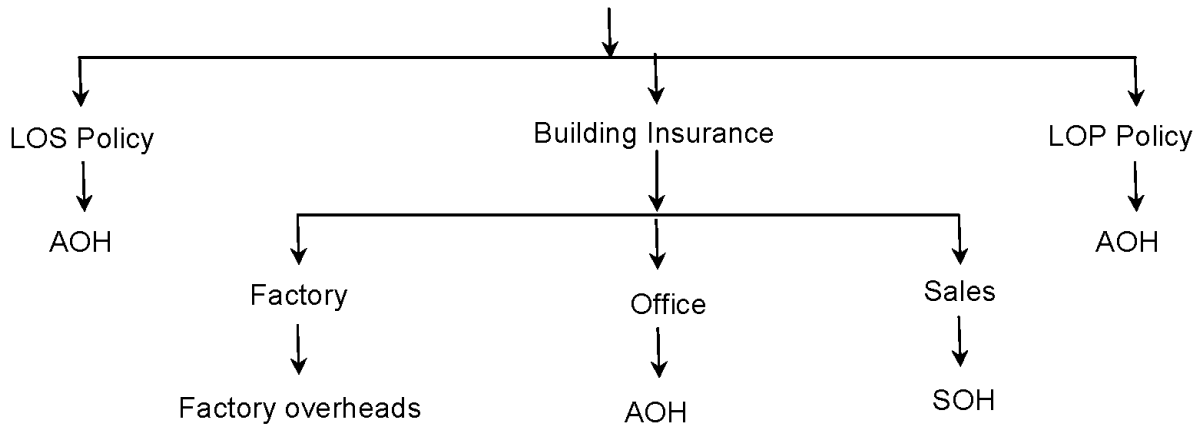 LOS Policy
Building Insurance
LOP Policy
AOH
AOH
Factory
Office
Sales
Factory overheads
AOH
SOH